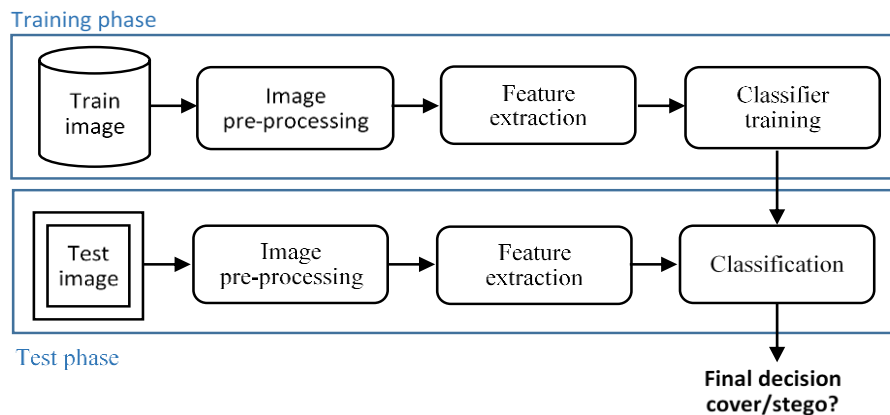 Training phase
Train
image
Image
pre-processing
Feature
extraction
Classifier
training
Test
image
Image
pre-processing
Feature
extraction
Classification
Test phase
Final decision
cover/stego?